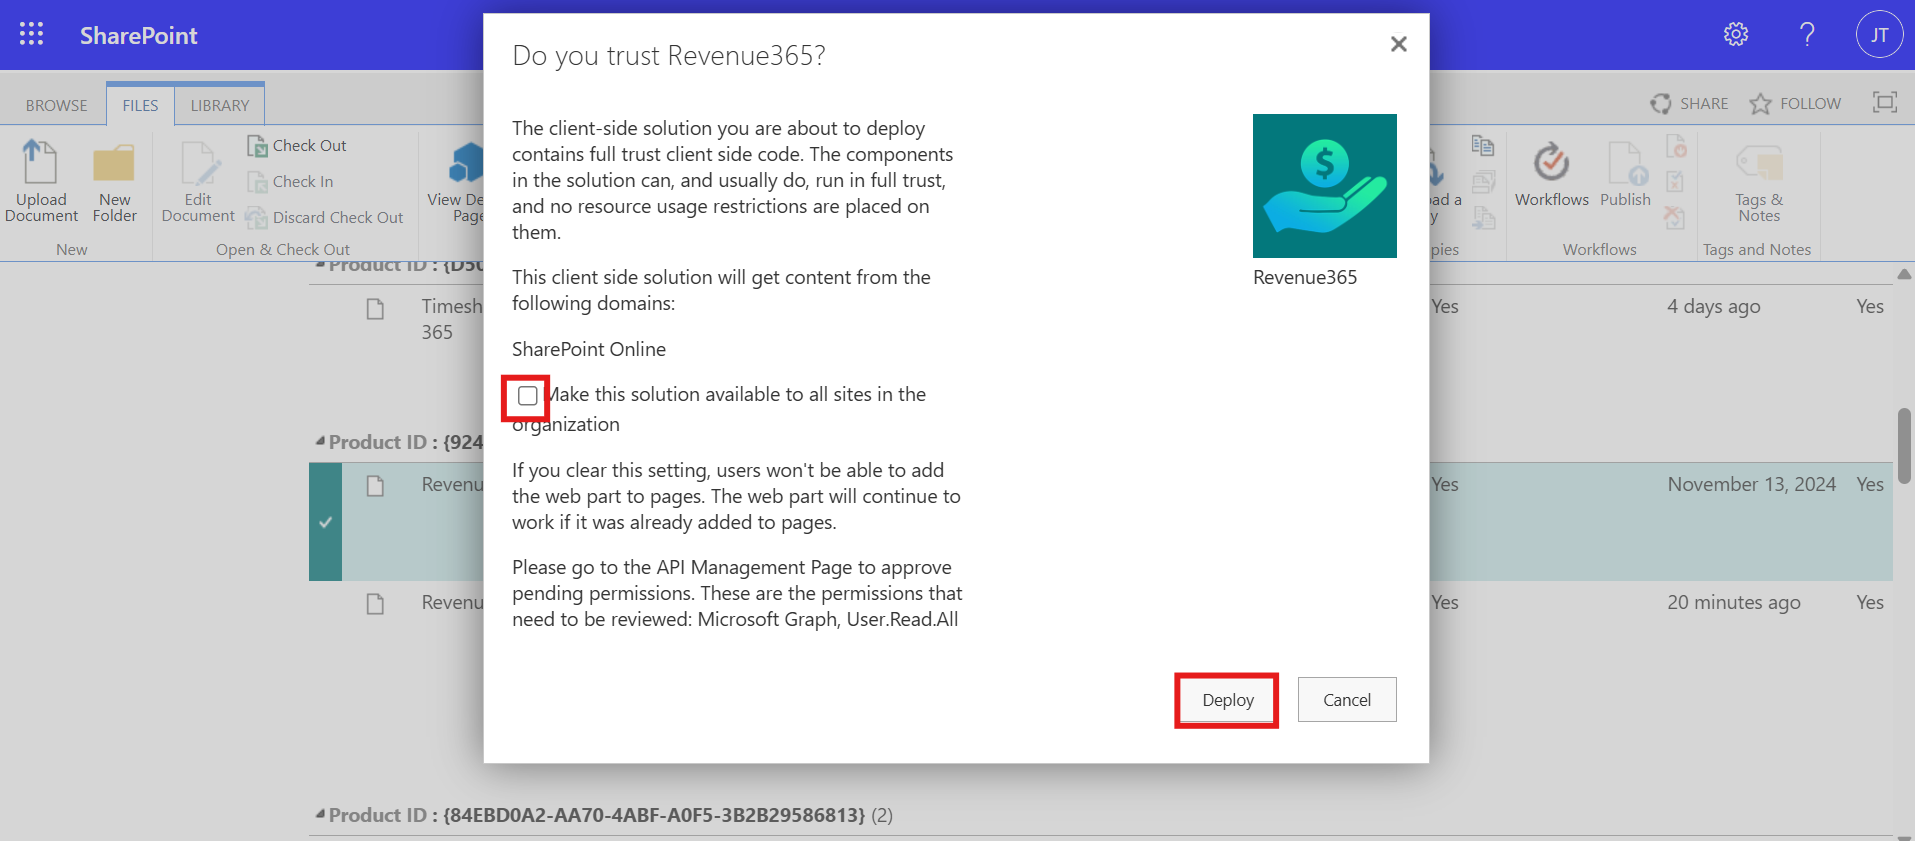 SharePoint
JT
BROWSE
FILES
LIBRARY
SHARE
FOLLOW
Upload
Document
New
Folder
New
Edit
Document
Check Out
Check In
Discard Check Out
Open & Check Out
View De
Page
Workflows
Publish
Workflows
Tags &
Notes
Tags and Notes
Do you trust Revenue365?
The client-side solution you are about to deploy
contains full trust client side code. The components
in the solution can, and usually do, run in full trust,
and no resource usage restrictions are placed on
them.
This client side solution will get content from the
following domains:
SharePoint Online
Make this solution available to all sites in the
organization
If you clear this setting, users won't be able to add
the web part to pages. The web part will continue to
work if it was already added to pages.
Please go to the API Management Page to approve
pending permissions. These are the permissions that
need to be reviewed: Microsoft Graph, User.Read.All
$
Revenue365
Deploy
Cancel
Product ID : {D50
Timesh
365
Yes 4 days ago Yes
Product ID : {924
Revenu
Yes November 13, 2024 Yes
Revenu
Yes 20 minutes ago Yes
Product ID : {84EBD0A2-AA70-4ABF-A0F5-3B2B29586813} (2)